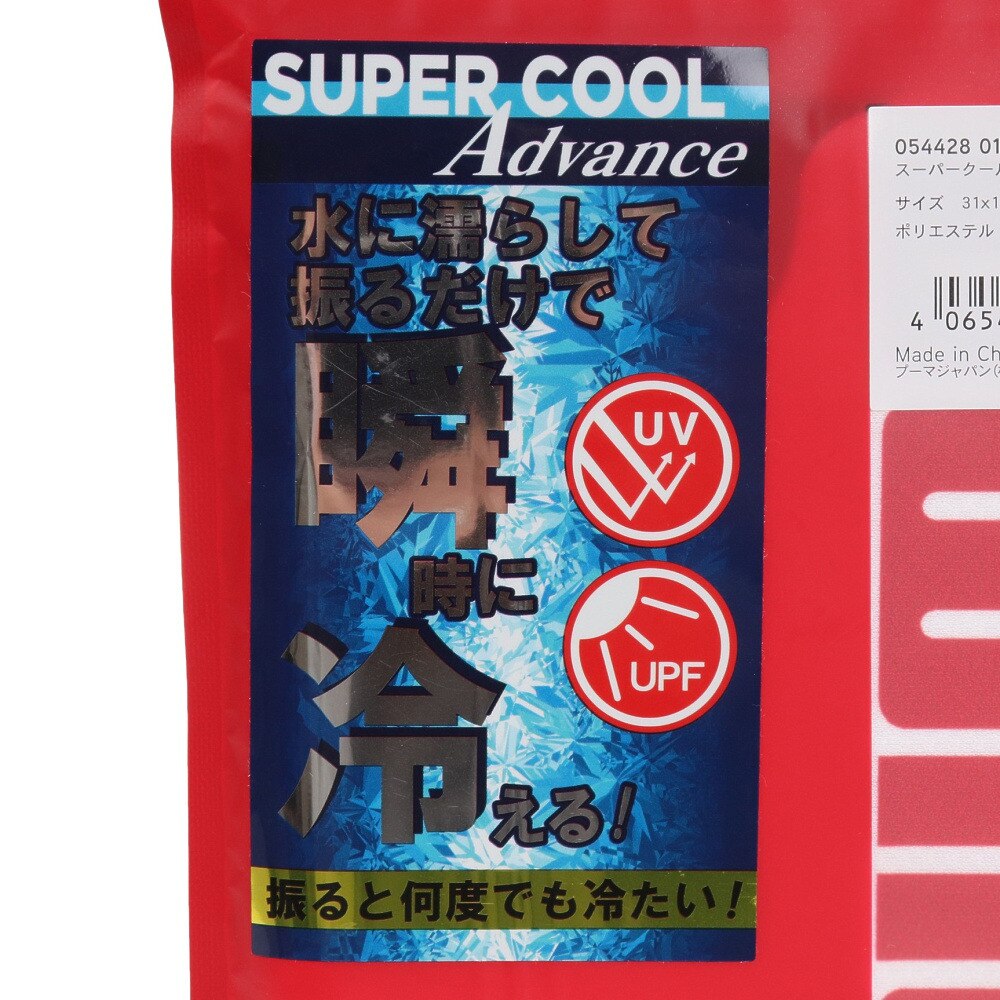 SUPER COOL
Advance
水に濡らして
振るだけで
瞬
時に
冷
える!
振ると何度でも冷たい!
UV
UPF
054428 01
スーパークール
サイズ 31×1
ポリエステル
4 0654
Made in Ch
プーマジャパン(